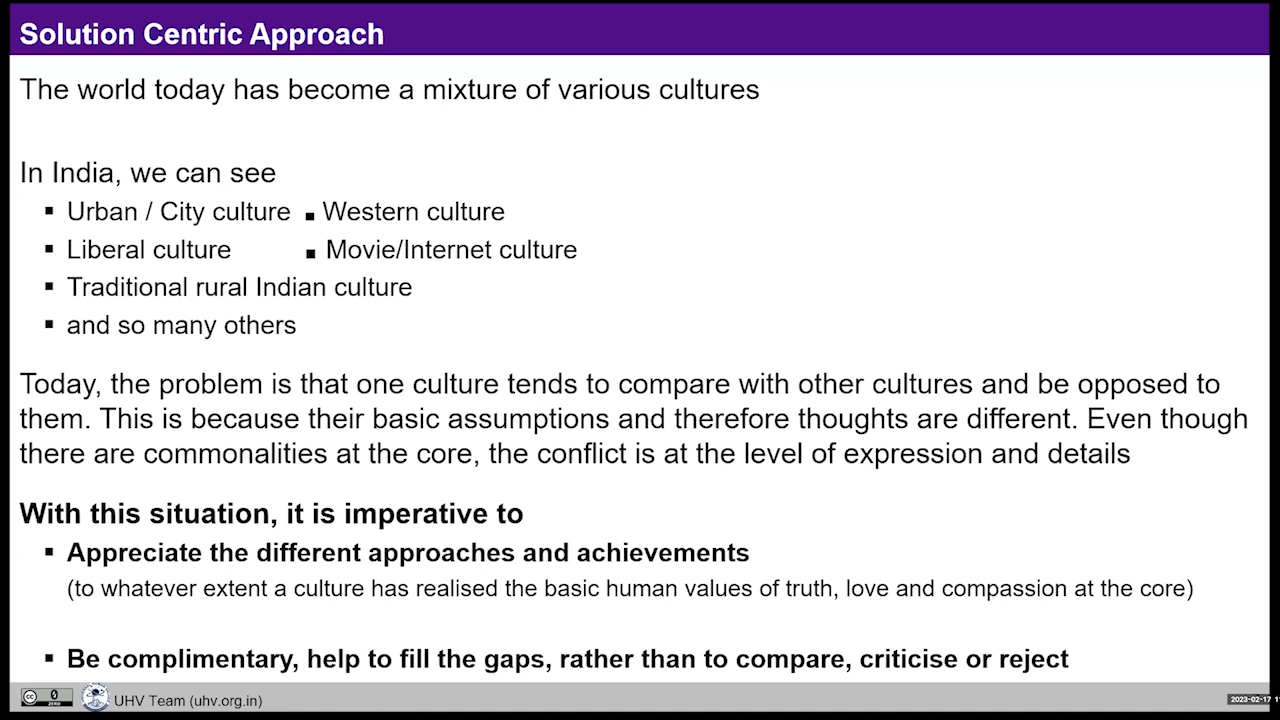 Solution Centric Approach
The world today has become a mixture of various cultures
In India, we can see
▪ Urban / City culture ▪ Western culture
▪ Liberal culture ▪ Movie/Internet culture
▪ Traditional rural Indian culture
▪ and so many others
Today, the problem is that one culture tends to compare with other cultures and be opposed to
them. This is because their basic assumptions and therefore thoughts are different. Even though
there are commonalities at the core, the conflict is at the level of expression and details
With this situation, it is imperative to
▪ Appreciate the different approaches and achievements
(to whatever extent a culture has realised the basic human values of truth, love and compassion at the core)
▪ Be complimentary, help to fill the gaps, rather than to compare, criticise or reject
cc 0 ZERO UHV Team (uhv.org.in) 2023-02-17